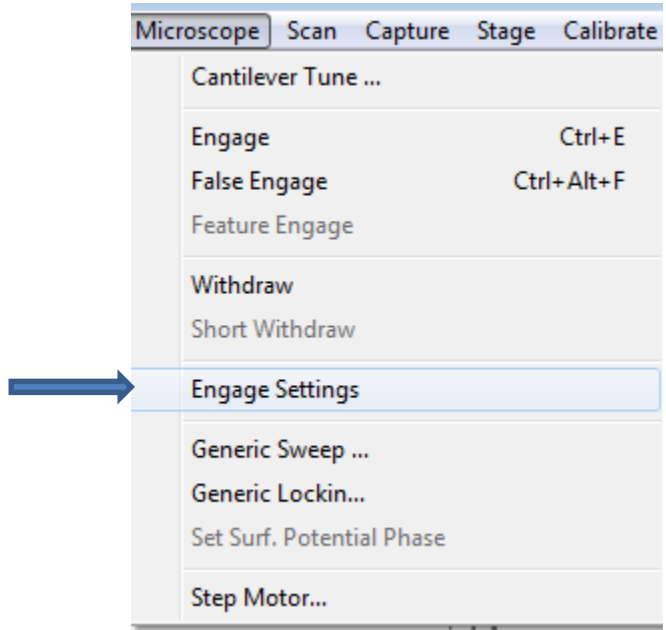 Microscope Scan Capture Stage Calibrate
Cantilever Tune ...
Engage Ctrl+E
False Engage Ctrl+Alt+F
Feature Engage
Withdraw
Short Withdraw
Engage Settings
Generic Sweep ...
Generic Lockin...
Set Surf. Potential Phase
Step Motor...